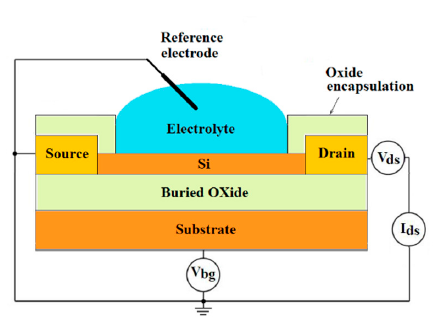 Reference
electrode
Oxide
encapsulation
Electrolyte
Source
Si
Drain
Vds
Buried OXide
Substrate
Ids
Vbg